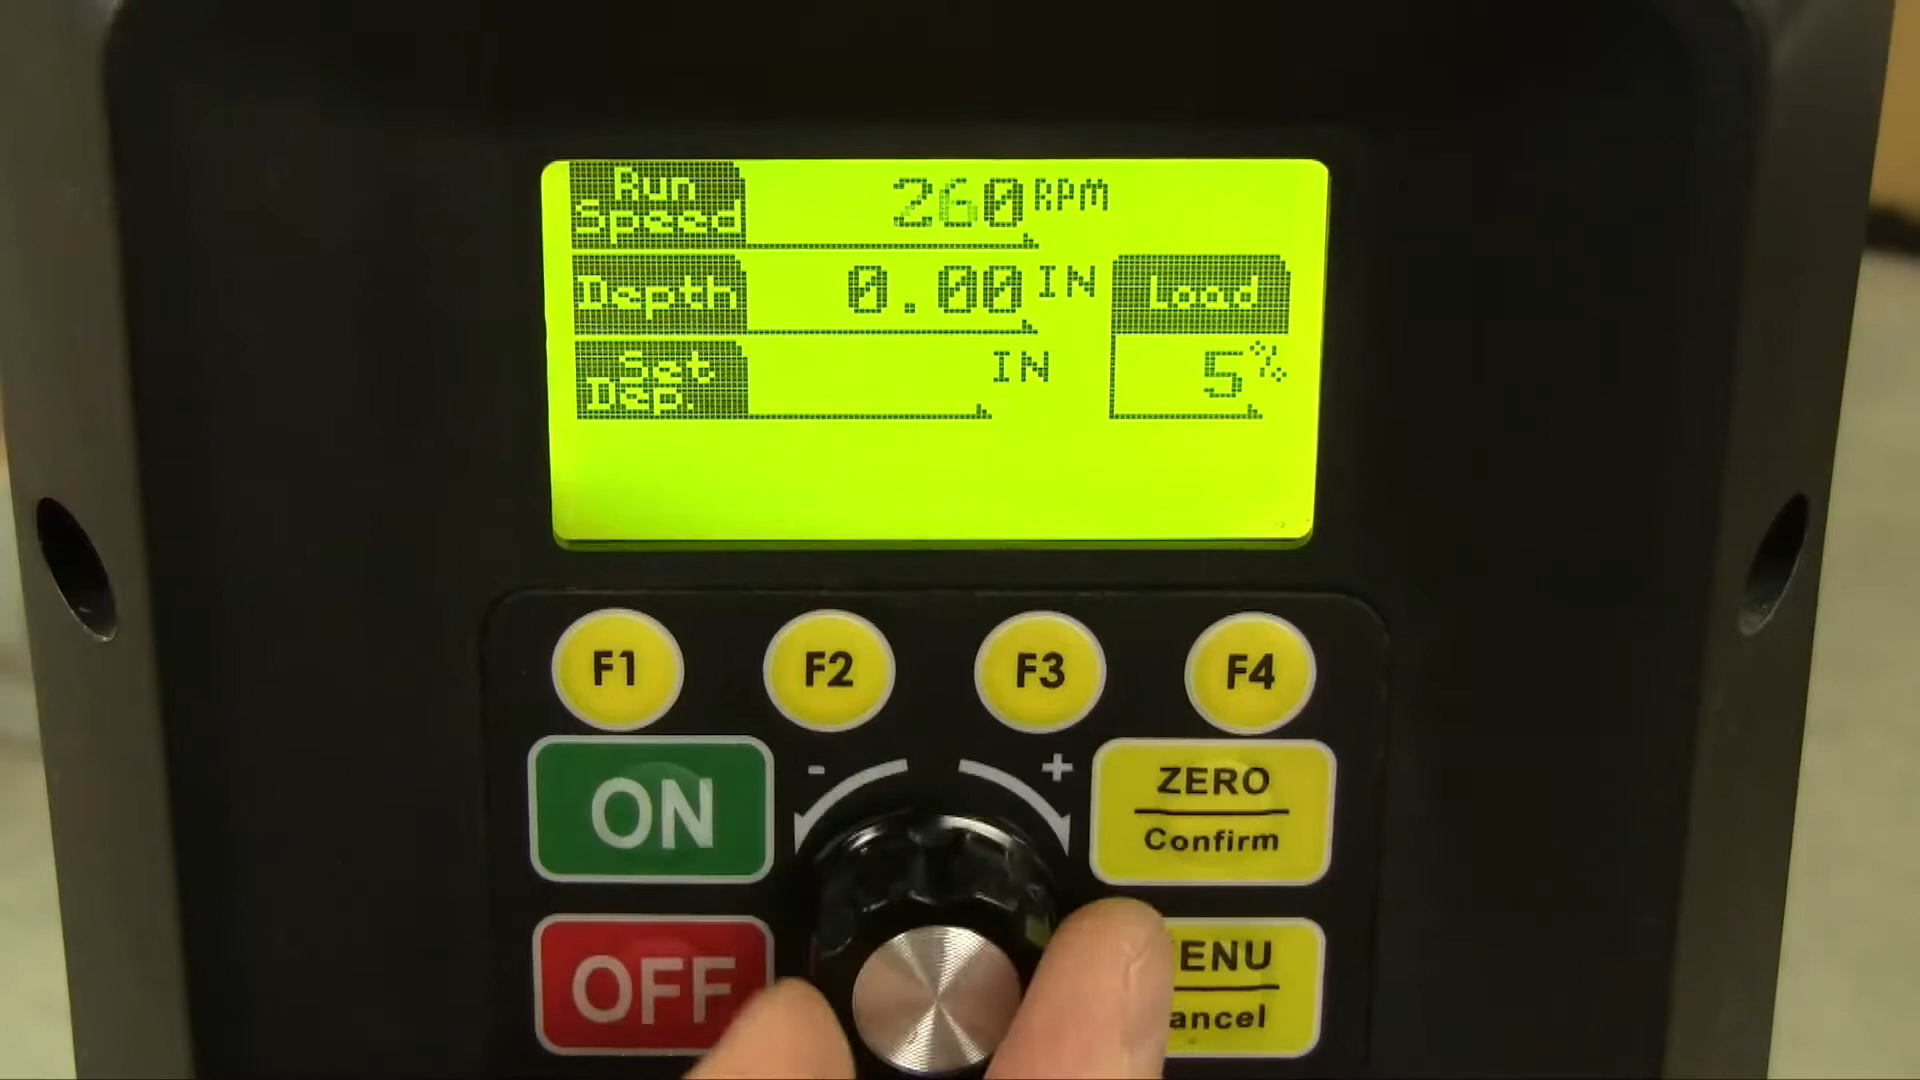 Run Speed 260 RPM
Depth 0.00 IN
Load
Set Dep. IN
5%
F1 F2 F3 F4
ON
- +
ZERO
Confirm
OFF
ENU
ancel